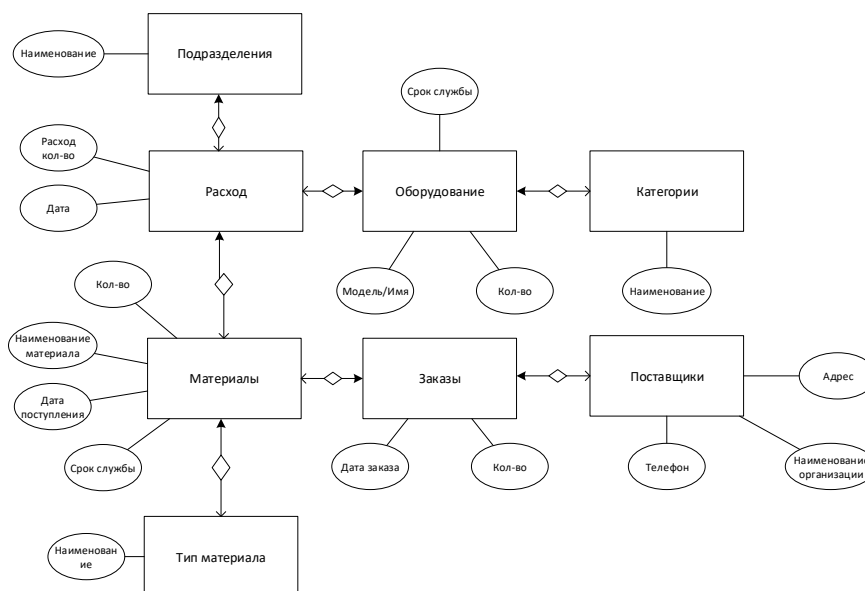 Наименование
Подразделения
Срок службы
Расход
кол-во
Расход
Оборудование
Категории
Дата
Кол-во
Модель/Имя
Кол-во
Наименование
Наименование
материала
Материалы
Заказы
Поставщики
Адрес
Дата
поступления
Срок службы
Дата заказа
Кол-во
Телефон
Наименование
организации
Наименован
ие
Тип материала